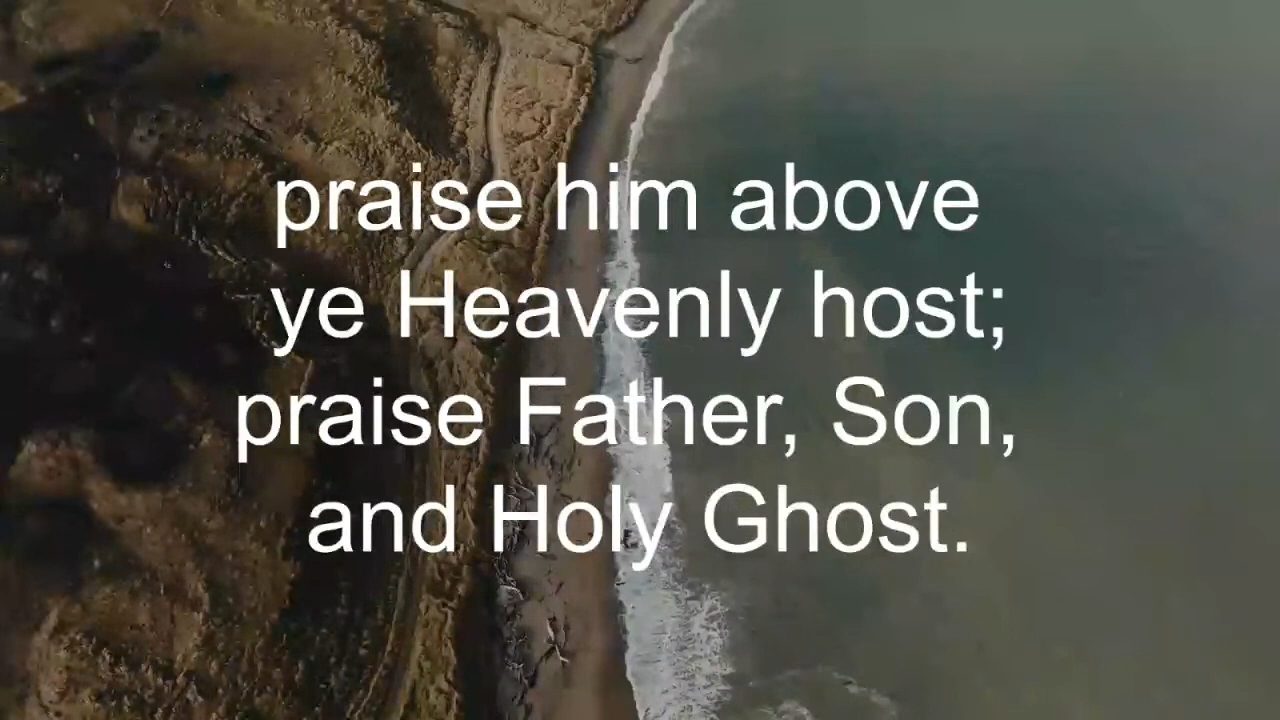 praise him above
ye Heavenly host;
praise Father, Son,
and Holy Ghost.